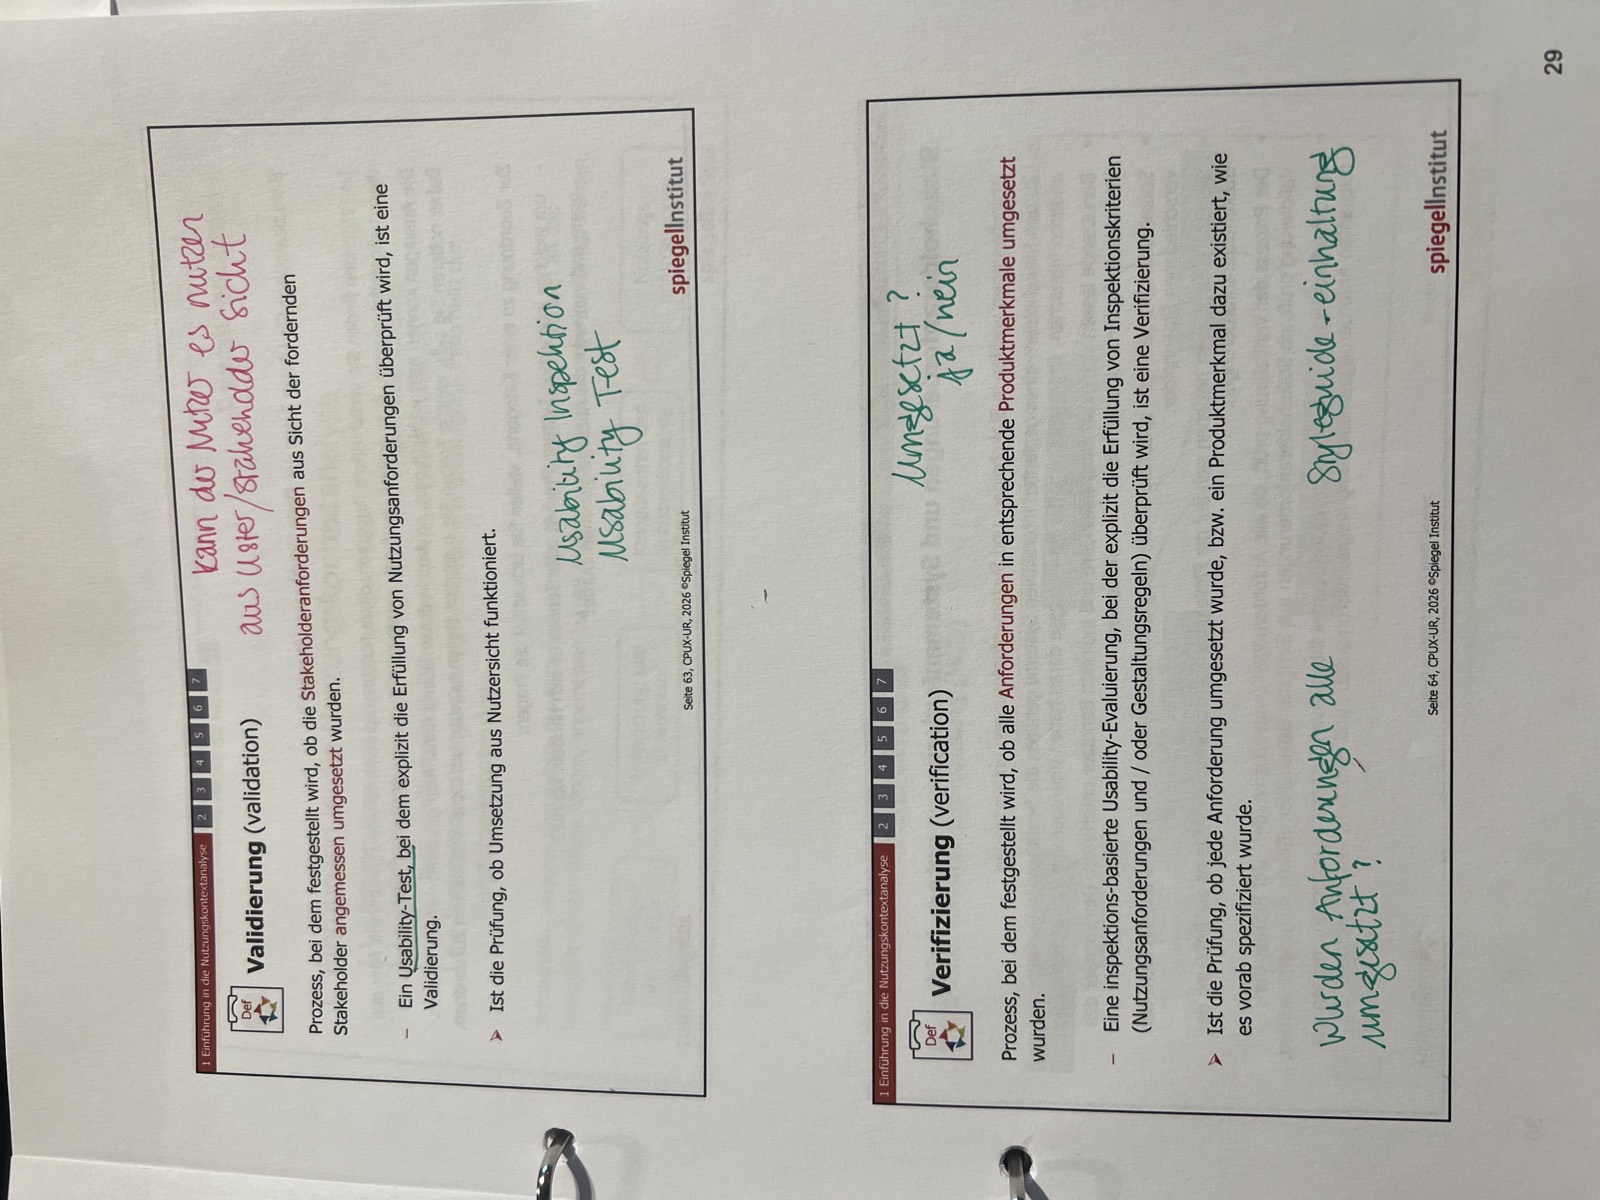 1 Einführung in die Nutzungskontextanalyse 2 3 4 5 6 7
kann der Nutzer es nutzen
aus User/stakeholder Sicht
Def
Validierung (validation)
Prozess, bei dem festgestellt wird, ob die Stakeholderanforderungen aus Sicht der fordernden
Stakeholder angemessen umgesetzt wurden.
– Ein Usability-Test, bei dem explizit die Erfüllung von Nutzungsanforderungen überprüft wird, ist eine
Validierung.
➢ Ist die Prüfung, ob Umsetzung aus Nutzersicht funktioniert.
Usability Inspektion
Usability Test
Seite 63, CPUX-UR, 2026 ©Spiegel Institut
spiegelInstitut
1 Einführung in die Nutzungskontextanalyse 2 3 4 5 6 7
Umgesetzt ?
ja/nein
Def
Verifizierung (verification)
Prozess, bei dem festgestellt wird, ob alle Anforderungen in entsprechende Produktmerkmale umgesetzt
wurden.
– Eine inspektions-basierte Usability-Evaluierung, bei der explizit die Erfüllung von Inspektionskriterien
(Nutzungsanforderungen und / oder Gestaltungsregeln) überprüft wird, ist eine Verifizierung.
➢ Ist die Prüfung, ob jede Anforderung umgesetzt wurde, bzw. ein Produktmerkmal dazu existiert, wie
es vorab spezifiziert wurde.
Wurden Anforderungen alle
umgesetzt ?
Styleguide-einhaltung
Seite 64, CPUX-UR, 2026 ©Spiegel Institut
spiegelInstitut
29